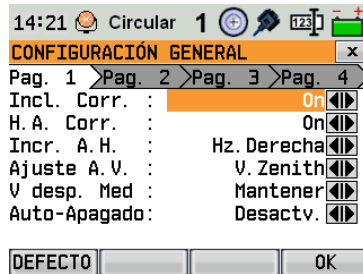 14:21 Circular 1 123
CONFIGURACIÓN GENERAL x
Pag. 1 Pag. 2 Pag. 3 Pag. 4
Incl. Corr. : On
H.A. Corr. : On
Incr. A.H. : Hz.Derecha
Ajuste A.V. : V.Zenith
V desp. Med : Mantener
Auto-Apagado: Desactv.
DEFECTO OK